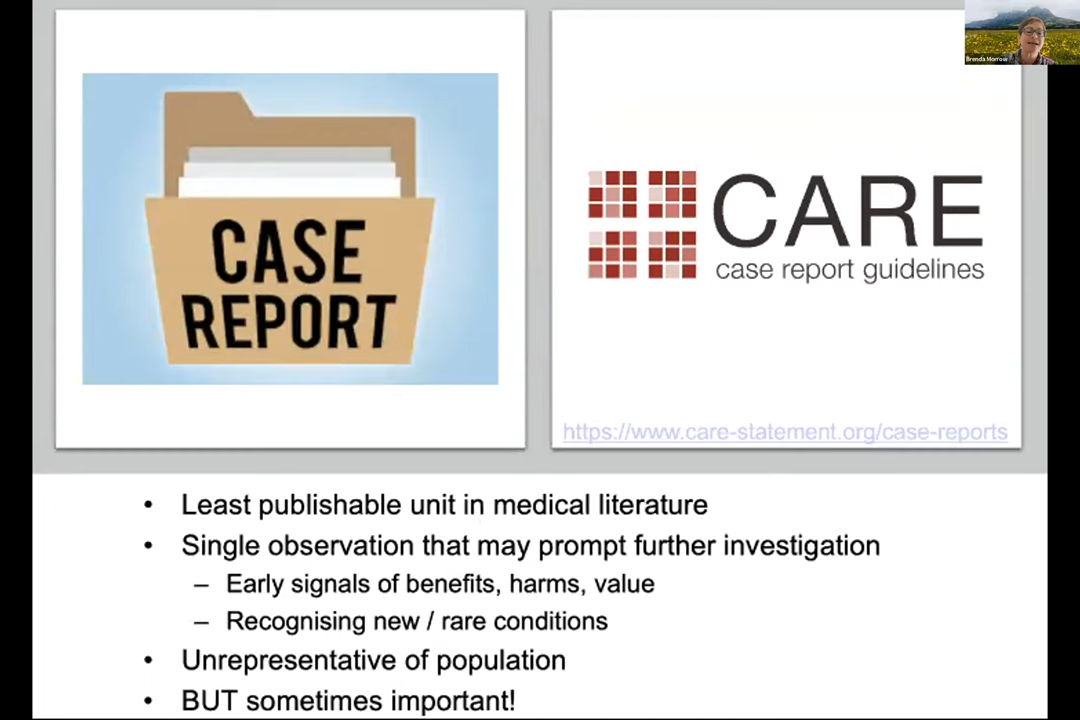 Brenda Morrow
CASE
REPORT
CARE
case report guidelines
https://www.care-statement.org/case-reports
• Least publishable unit in medical literature
• Single observation that may prompt further investigation
– Early signals of benefits, harms, value
– Recognising new / rare conditions
• Unrepresentative of population
• BUT sometimes important!